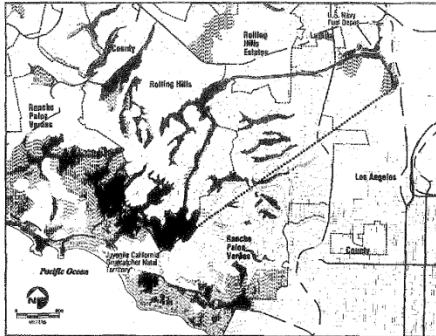 U.S. Navy
Fuel Depot
Lomita
County
Rolling
Hills
Estates
Rolling Hills
Rancho
Palos
Verdes
Los Angeles
County
Rancho
Palos
Verdes
Juvenile California
Gnatcatcher Natal
Territory
Pacific Ocean
N